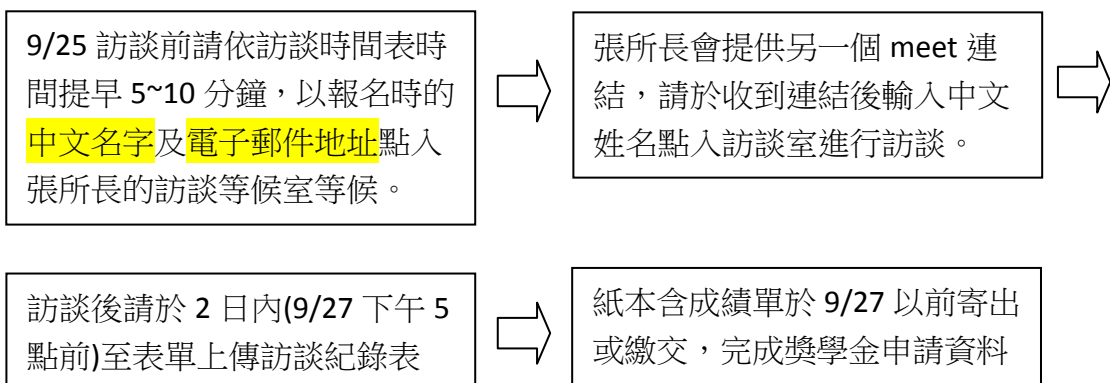 9/25 訪談前請依訪談時間表時
間提早 5~10 分鐘，以報名時的
中文名字及電子郵件地址點入
張所長的訪談等候室等候。
張所長會提供另一個 meet 連
結，請於收到連結後輸入中文
姓名點入訪談室進行訪談。
訪談後請於 2 日內(9/27 下午 5
點前)至表單上傳訪談紀錄表
紙本含成績單於 9/27 以前寄出
或繳交，完成獎學金申請資料